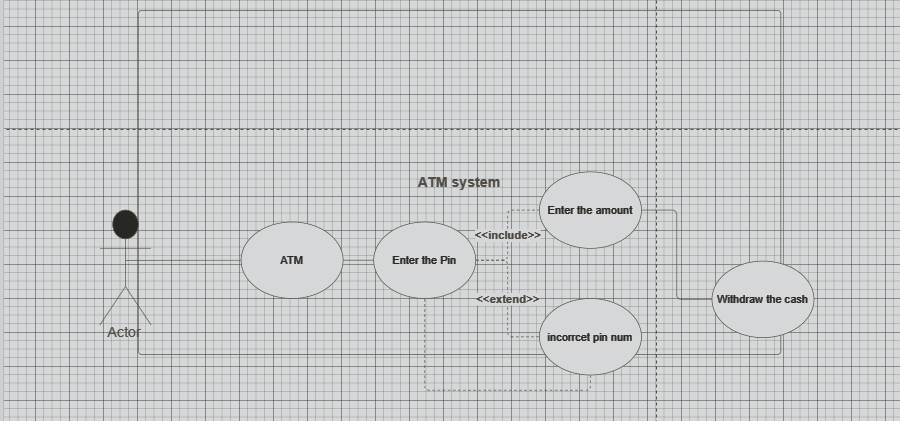 ATM system
Enter the amount
<<include>>
ATM
Enter the Pin
<<extend>>
Withdraw the cash
Actor
incorrcet pin num